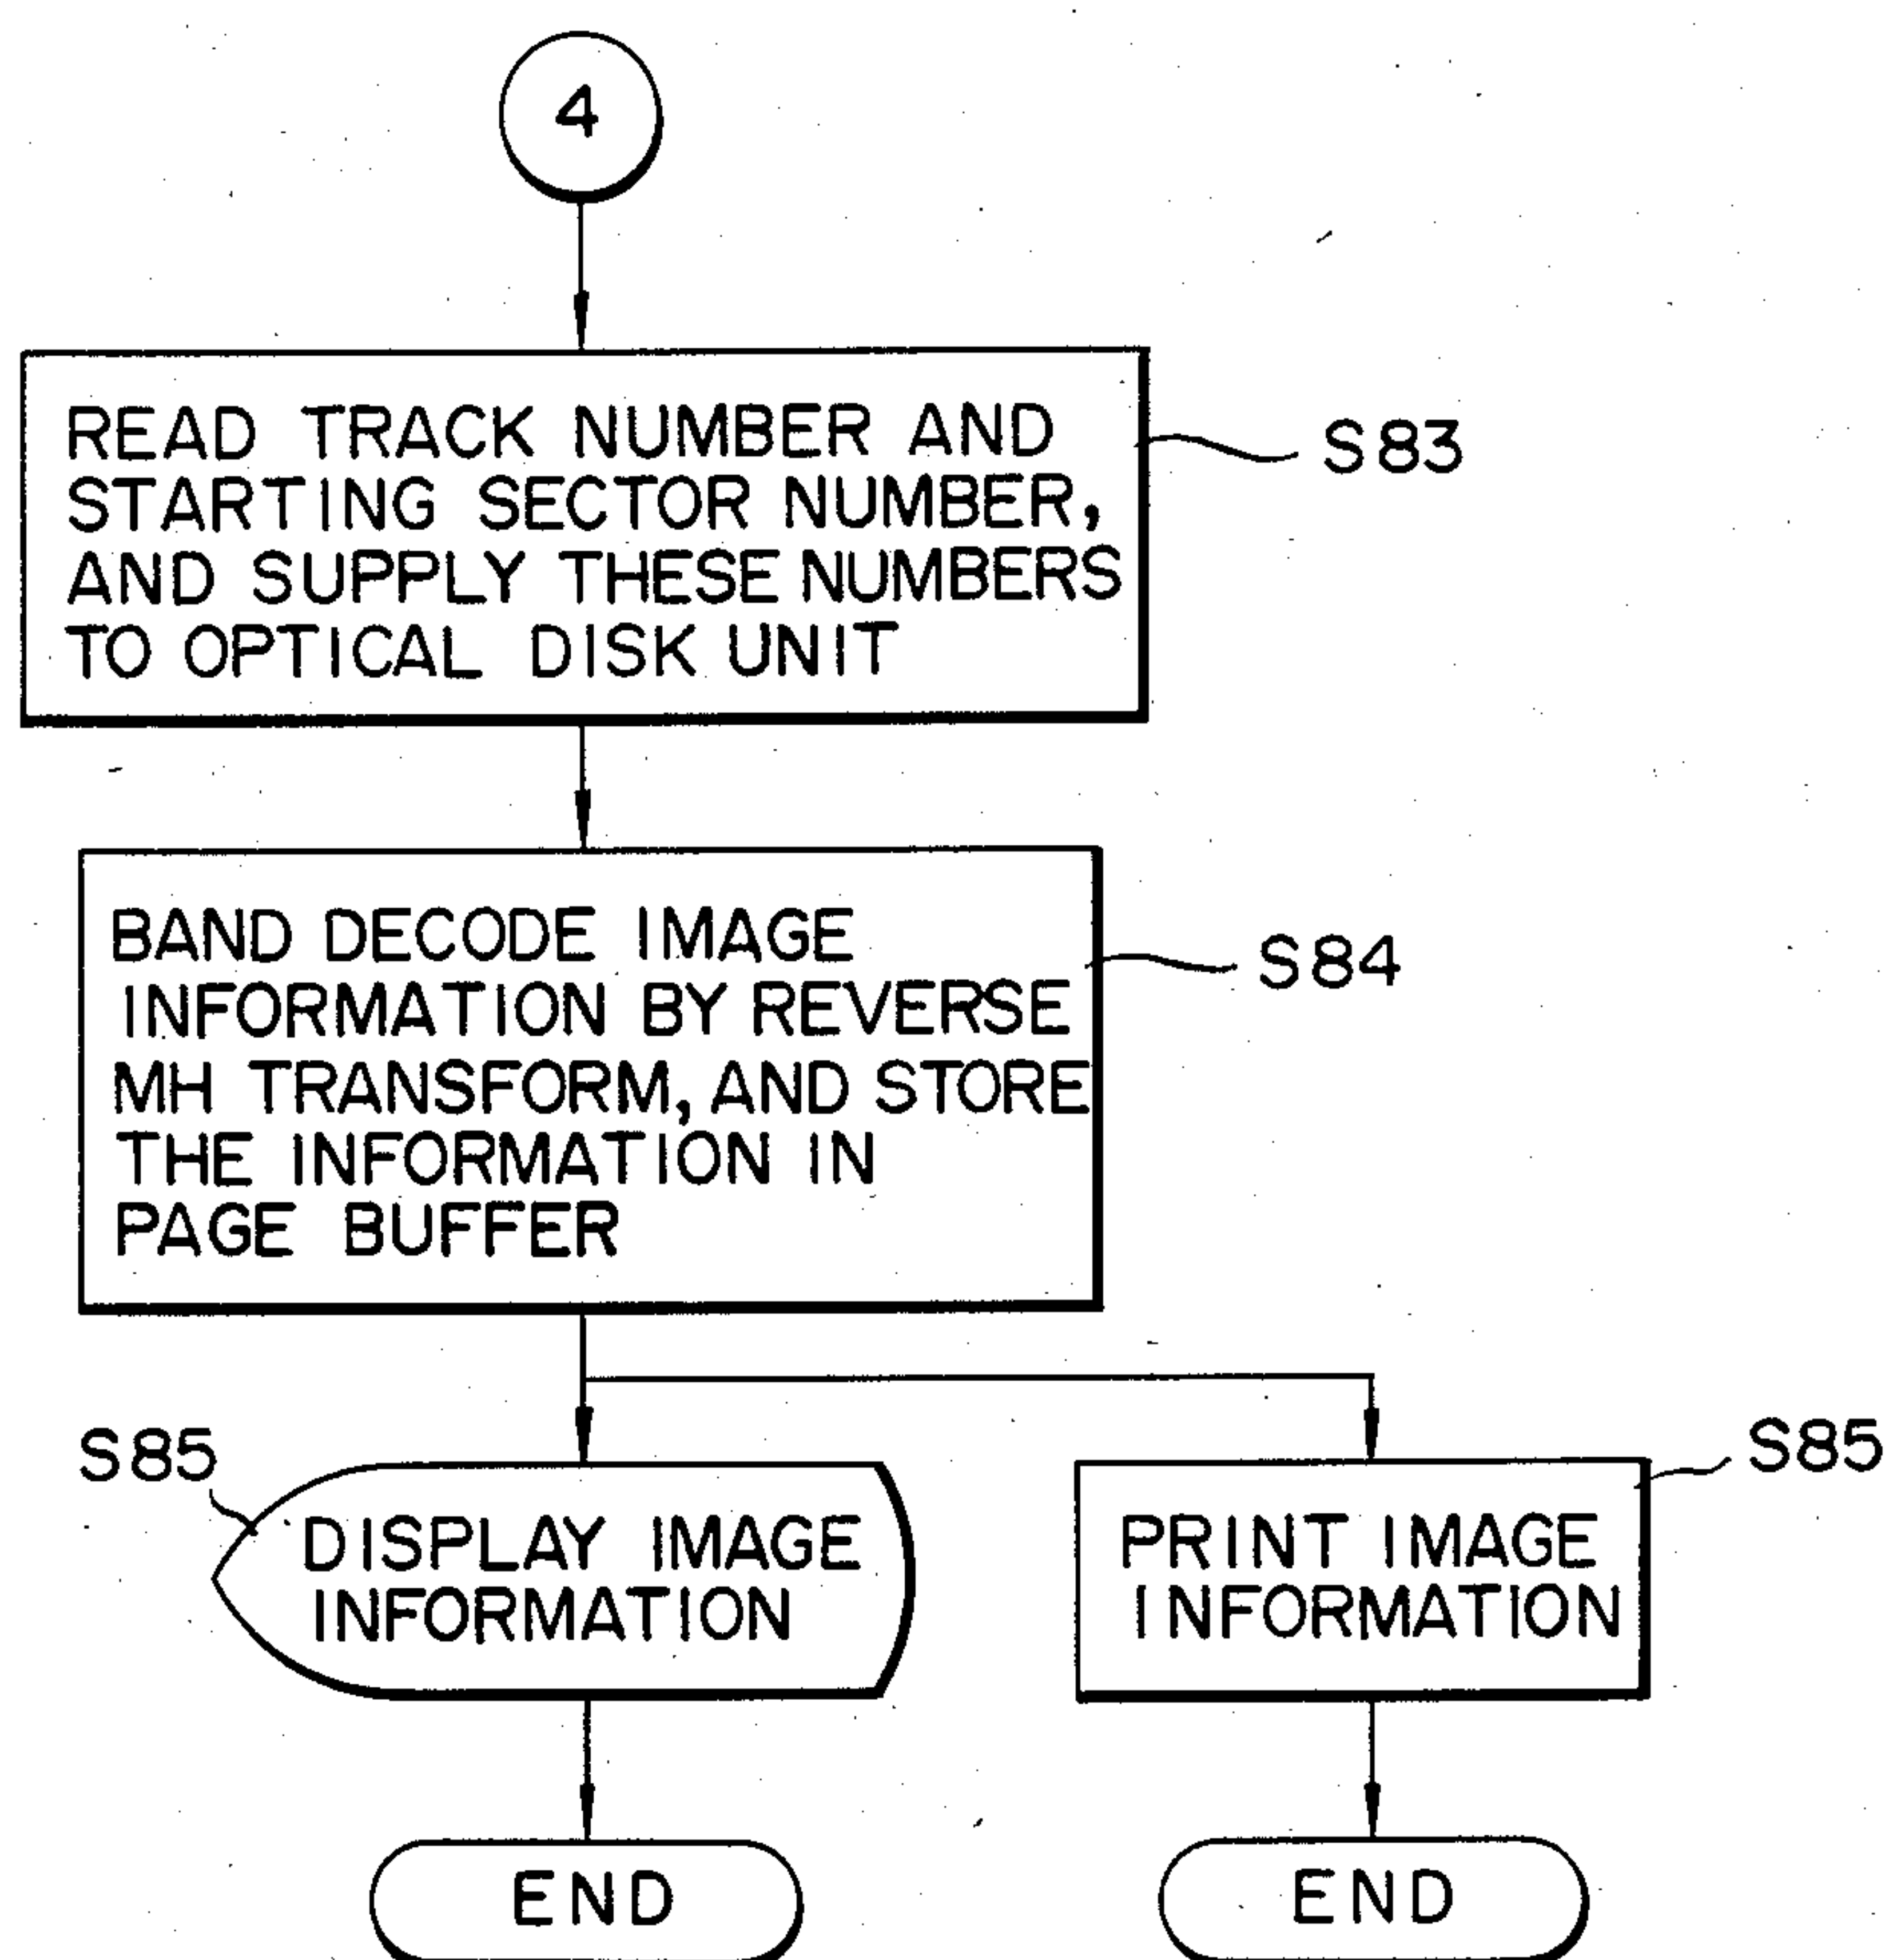 4
READ TRACK NUMBER AND
STARTING SECTOR NUMBER,
AND SUPPLY THESE NUMBERS
TO OPTICAL DISK UNIT
S83
BAND DECODE IMAGE
INFORMATION BY REVERSE
MH TRANSFORM, AND STORE
THE INFORMATION IN
PAGE BUFFER
S84
S85
DISPLAY IMAGE
INFORMATION
S85
PRINT IMAGE
INFORMATION
END
END